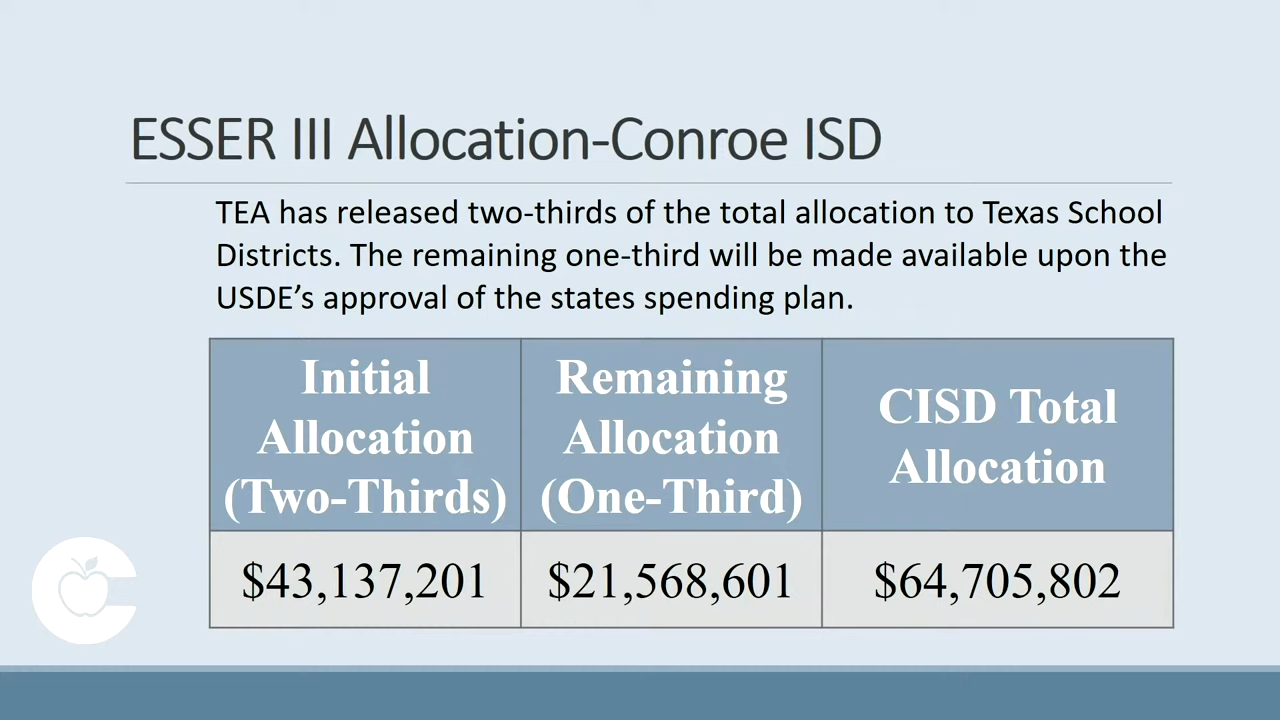 ESSER III Allocation-Conroe ISD
TEA has released two-thirds of the total allocation to Texas School
Districts. The remaining one-third will be made available upon the
USDE’s approval of the states spending plan.
Initial
Allocation
(Two-Thirds)
Remaining
Allocation
(One-Third)
CISD Total
Allocation
$43,137,201
$21,568,601
$64,705,802